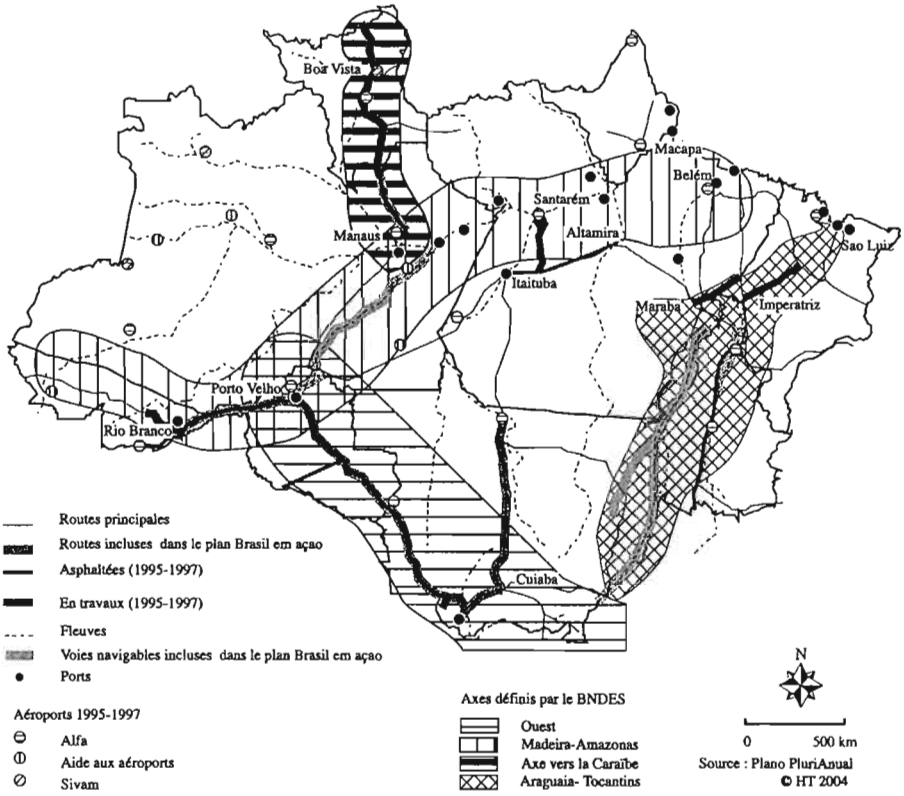 Boa Vista
Macapa
Belém
Santarém
Manaus
Altamira
Sao Luiz
Itaituba
Maraba
Imperatriz
Porto Velho
Rio Branco
Cuiaba
Routes principales
Routes incluses dans le plan Brasil em açao
Asphaltées (1995-1997)
En travaux (1995-1997)
Fleuves
Voies navigables incluses dans le plan Brasil em açao
Ports
Aéroports 1995-1997
Alfa
Aide aux aéroports
Sivam
Axes définis par le BNDES
Ouest
Madeira-Amazonas
Axe vers la Caraïbe
Araguaia- Tocantins
N
0 500 km
Source : Plano PluriAnual
© HT 2004